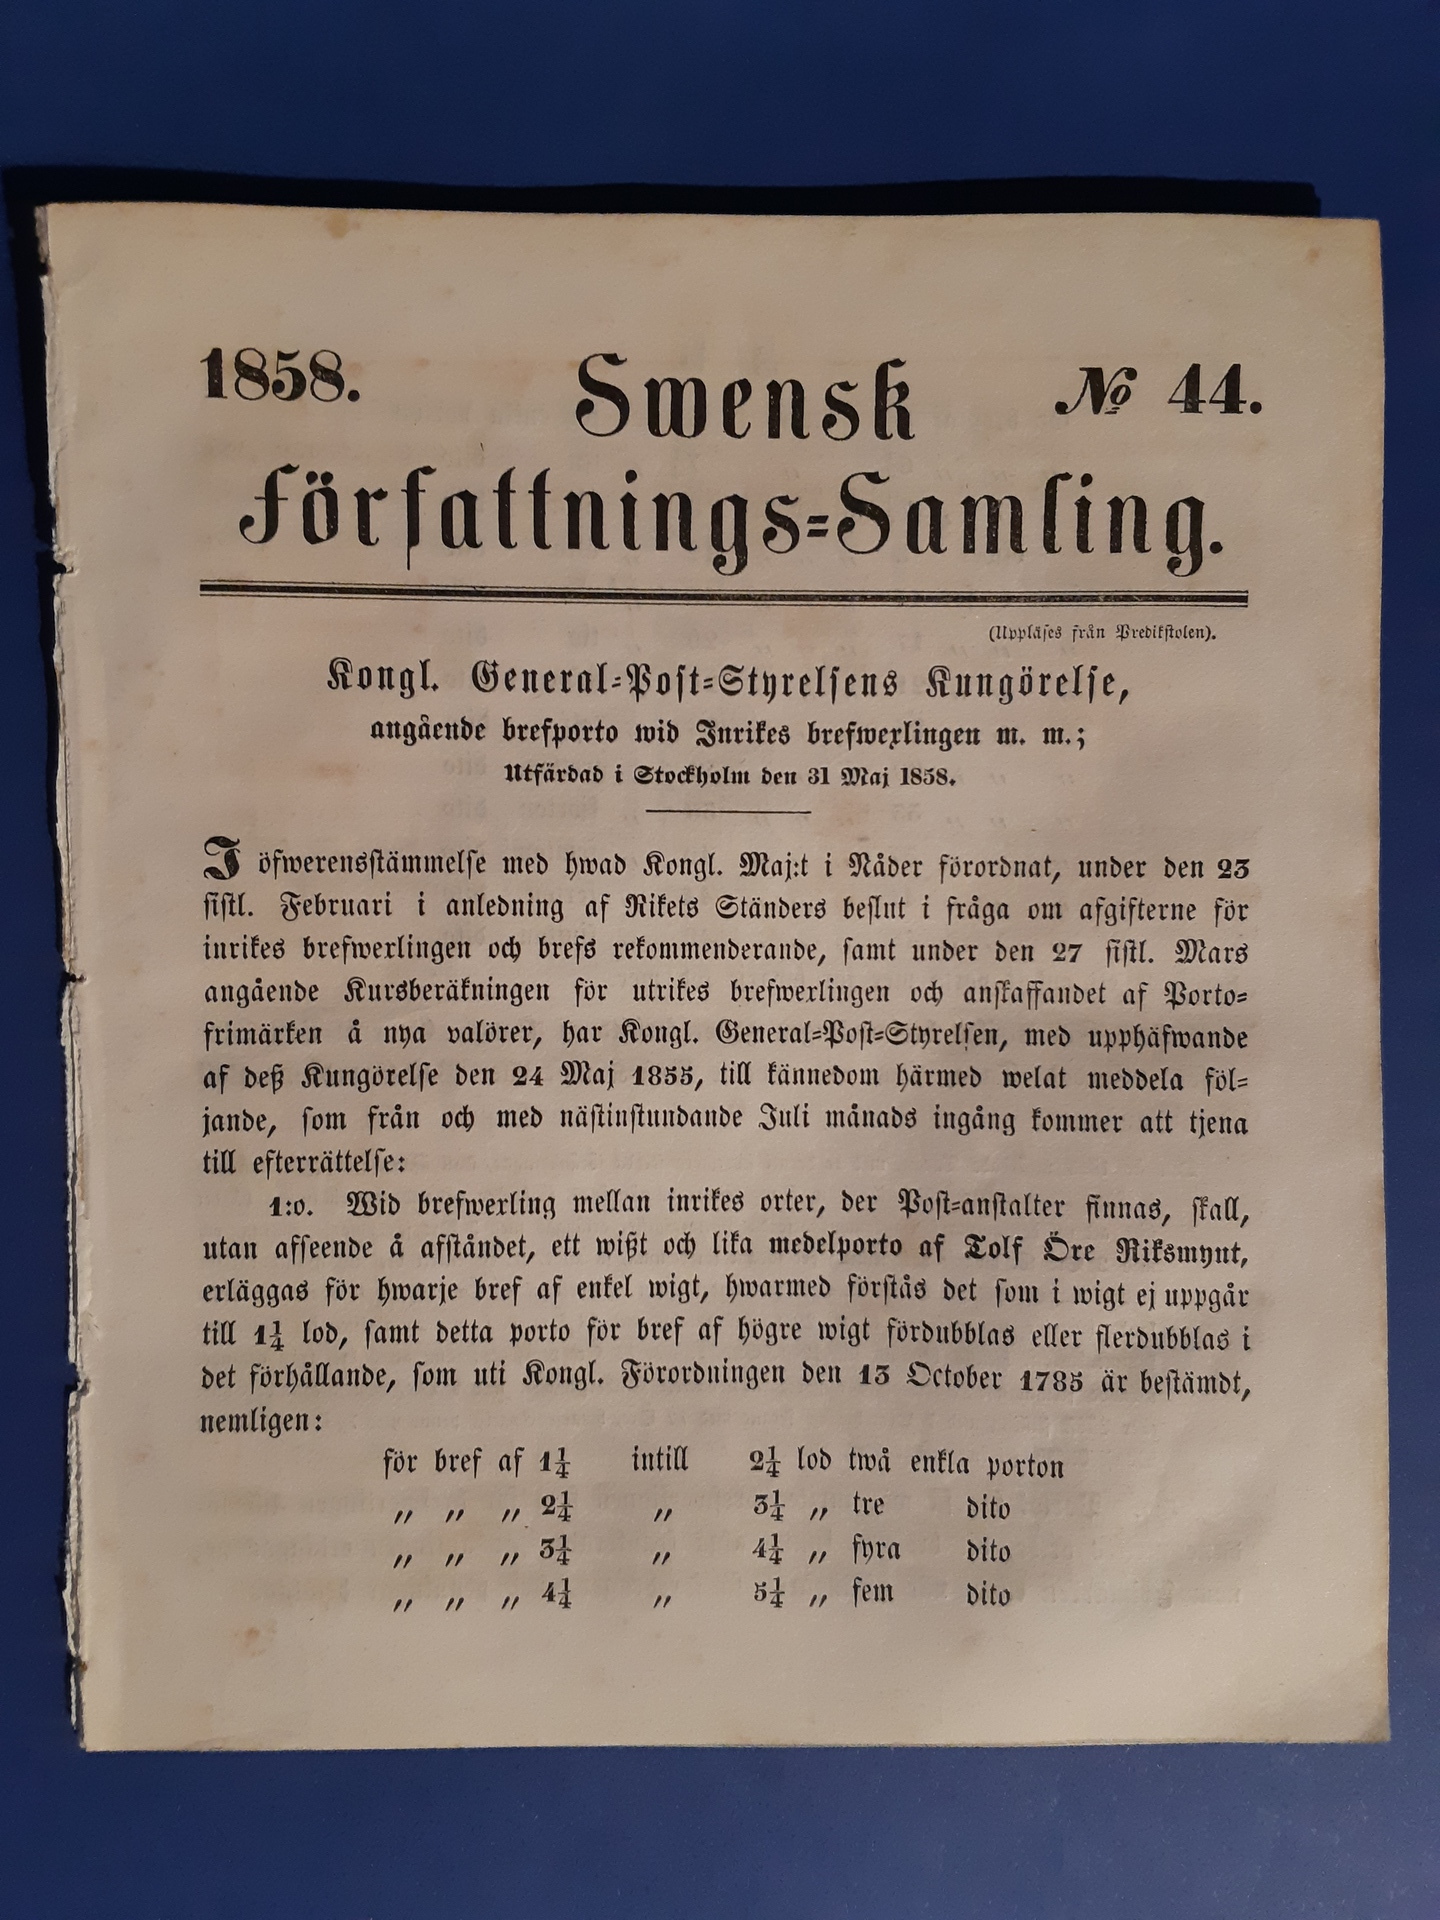 1858. Swensk № 44.
Författnings=Samling.
(Uppläses från Predikstolen).
Kongl. General=Post=Styrelsens Kungörelse,
angående brefporto wid Inrikes brefwexlingen m. m.;
Utfärdad i Stockholm den 31 Maj 1858.
I öfwerensstämmelse med hwad Kongl. Maj:t i Nåder förordnat, under den 23
sistl. Februari i anledning af Rikets Ständers beslut i fråga om afgifterne för
inrikes brefwexlingen och brefs rekommenderande, samt under den 27 sistl. Mars
angående Kursberäkningen för utrikes brefwexlingen och anskaffandet af Porto=
frimärken å nya valörer, har Kongl. General=Post=Styrelsen, med upphäfwande
af deß Kungörelse den 24 Maj 1855, till kännedom härmed welat meddela föl=
jande, som från och med nästinstundande Juli månads ingång kommer att tjena
till efterrättelse:
1:o. Wid brefwexling mellan inrikes orter, der Post=anstalter finnas, skall,
utan afseende å afståndet, ett wißt och lika medelporto af Tolf Öre Riksmynt,
erläggas för hwarje bref af enkel wigt, hwarmed förstås det som i wigt ej uppgår
till 1¼ lod, samt detta porto för bref af högre wigt fördubblas eller flerdubblas i
det förhållande, som uti Kongl. Förordningen den 13 October 1785 är bestämdt,
nemligen:
för bref af 1¼ intill 2¼ lod twå enkla porton
„ „ „ 2¼ „ 3¼ „ tre dito
„ „ „ 3¼ „ 4¼ „ fyra dito
„ „ „ 4¼ „ 5¼ „ fem dito